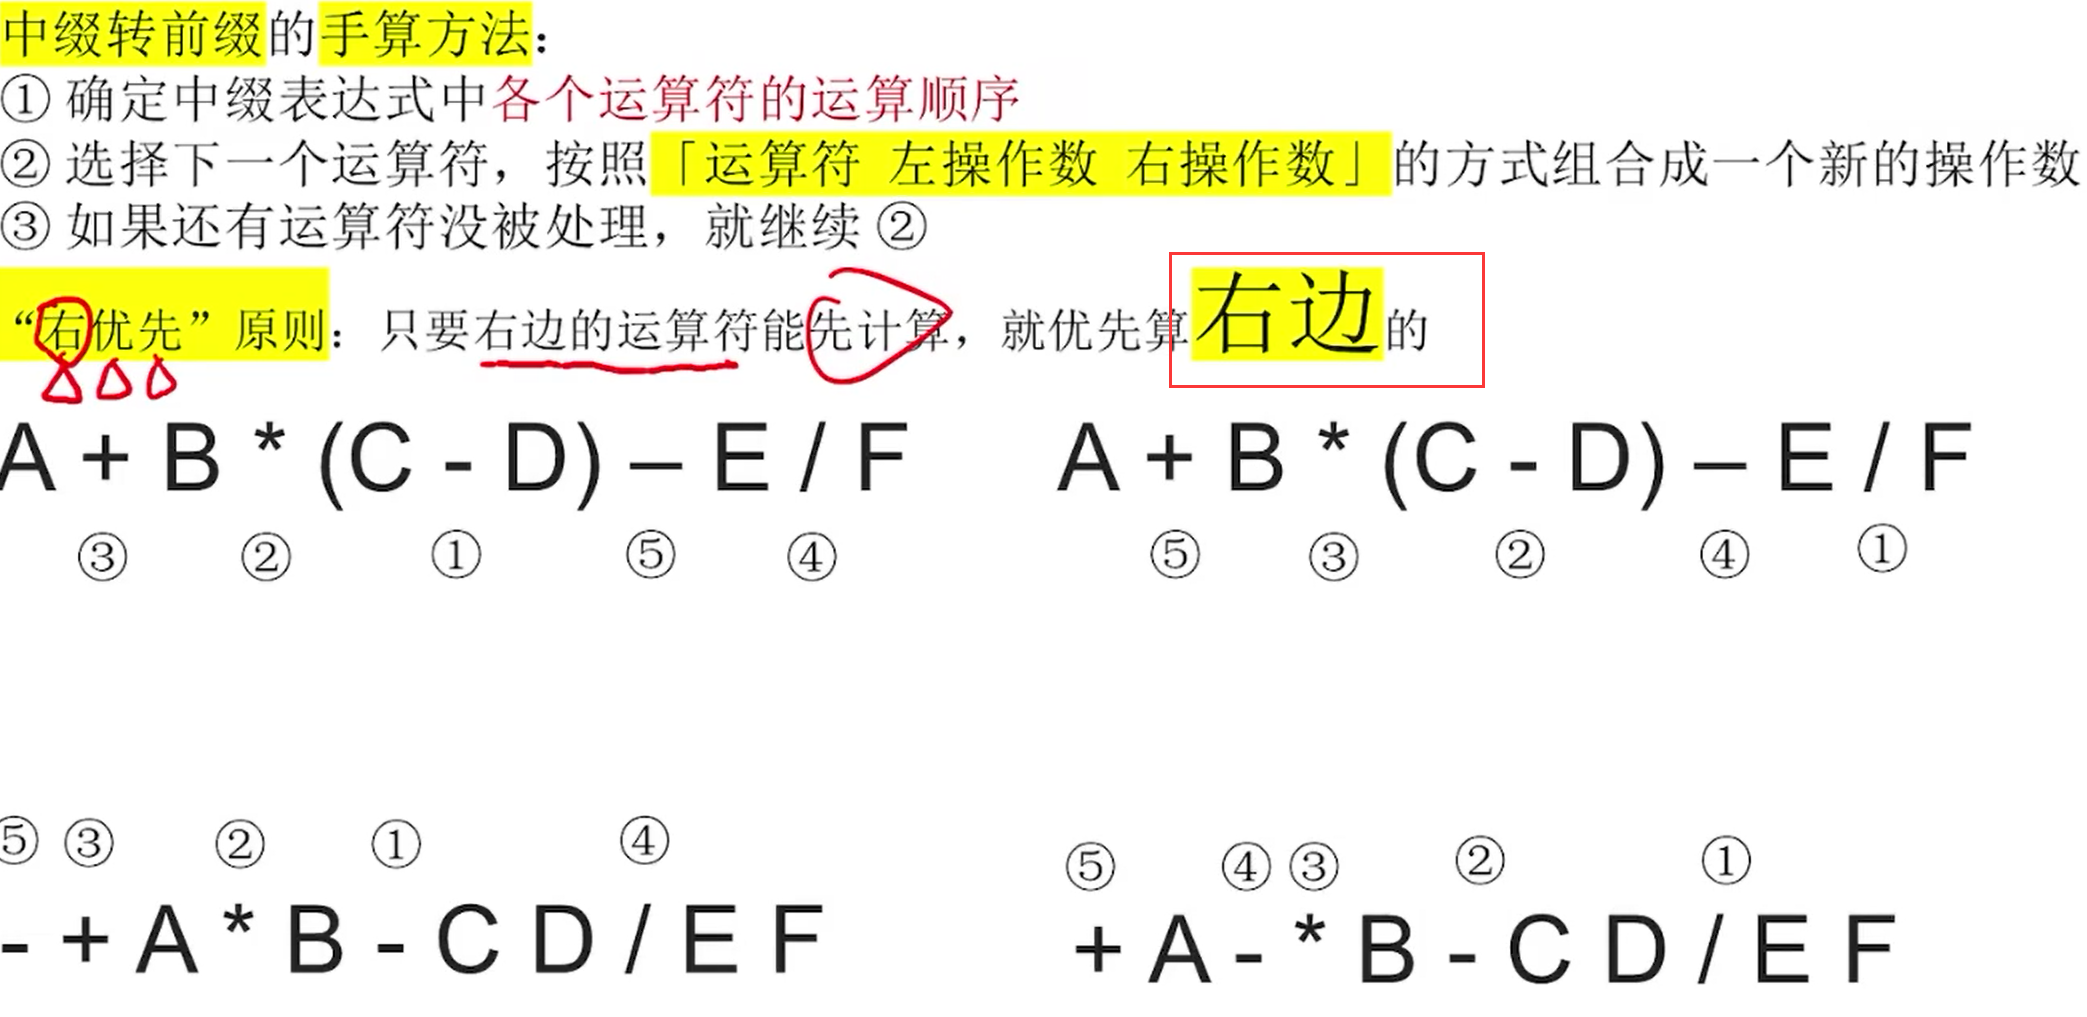 中缀转前缀的手算方法：
① 确定中缀表达式中各个运算符的运算顺序
② 选择下一个运算符，按照「运算符 左操作数 右操作数」的方式组合成一个新的操作数
③ 如果还有运算符没被处理，就继续 ②
“右优先”原则：只要右边的运算符能先计算，就优先算右边的
A + B * (C - D) – E / F A + B * (C - D) – E / F
③ ② ① ⑤ ④ ⑤ ③ ② ④ ①
⑤ ③ ② ① ④ ⑤ ④ ③ ② ①
- + A * B - C D / E F + A - * B - C D / E F